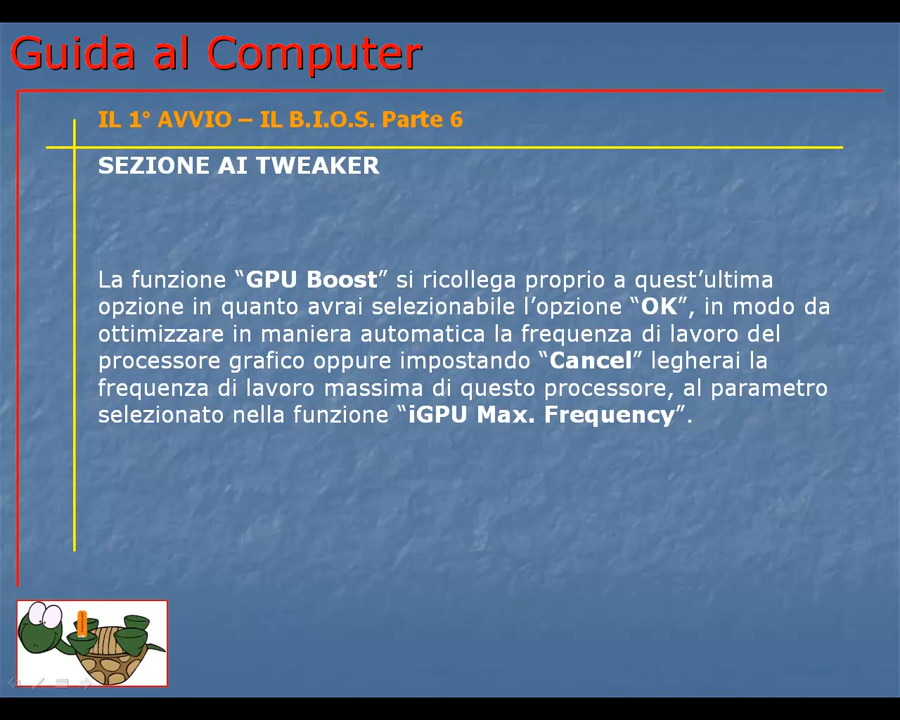 Guida al Computer
IL 1° AVVIO – IL B.I.O.S. Parte 6
SEZIONE AI TWEAKER
La funzione “GPU Boost” si ricollega proprio a quest’ultima
opzione in quanto avrai selezionabile l’opzione “OK”, in modo da
ottimizzare in maniera automatica la frequenza di lavoro del
processore grafico oppure impostando “Cancel” legherai la
frequenza di lavoro massima di questo processore, al parametro
selezionato nella funzione “iGPU Max. Frequency”.